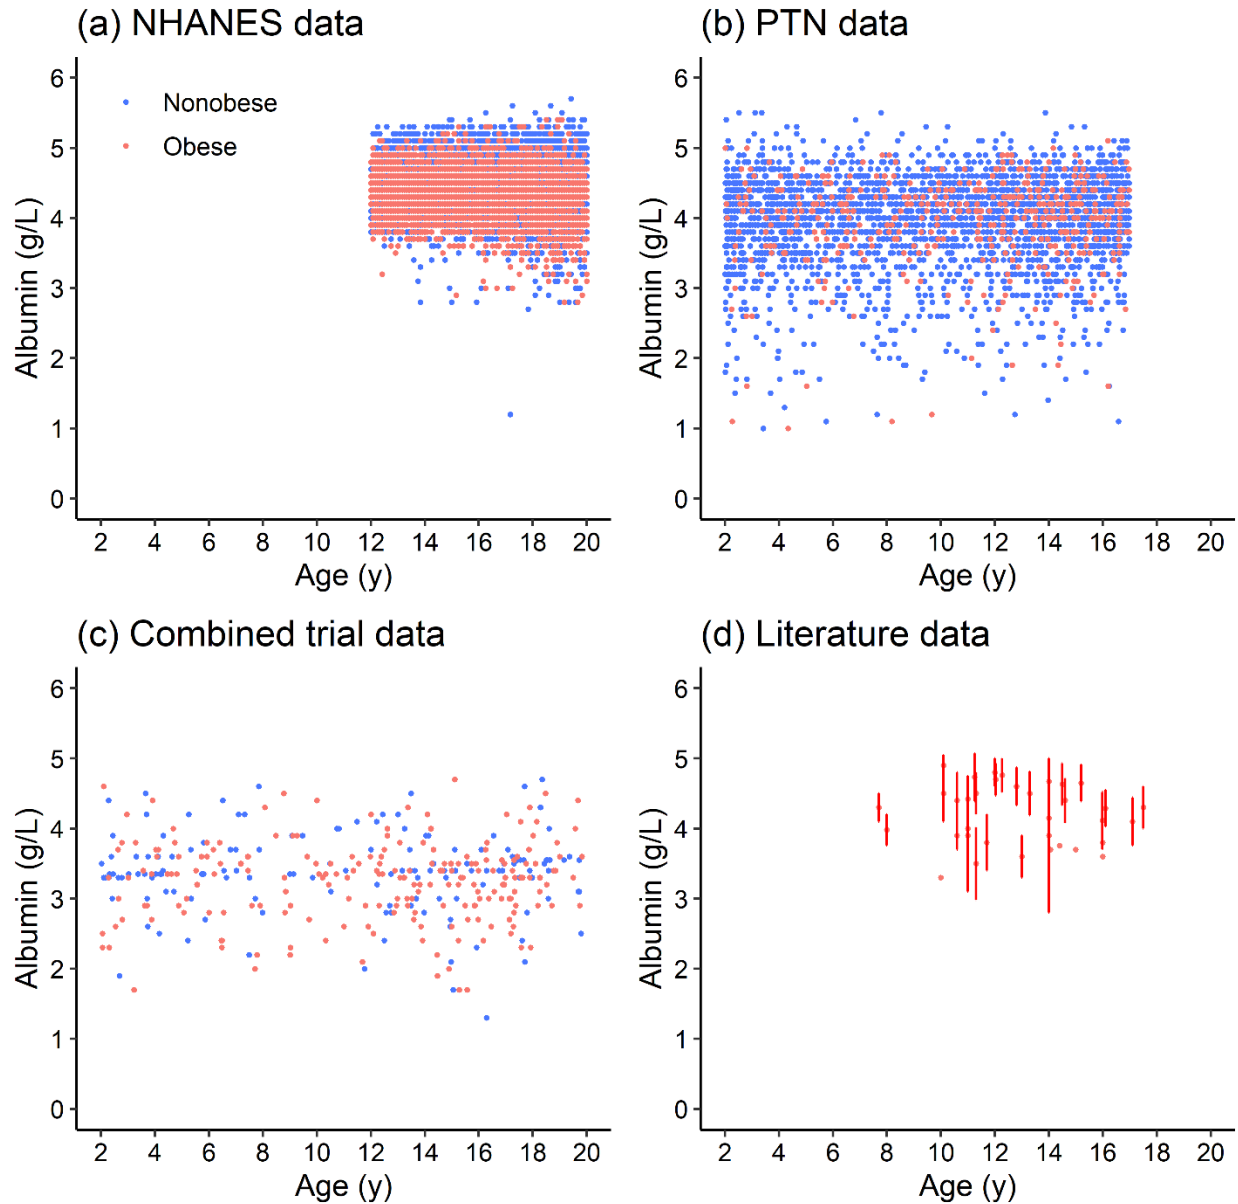 (a) NHANES data
6
5
4
3
2
1
0
Albumin (g/L)
Nonobese
Obese
2 4 6 8 10 12 14 16 18 20
Age (y)
(b) PTN data
6
5
4
3
2
1
0
Albumin (g/L)
2 4 6 8 10 12 14 16 18 20
Age (y)
(c) Combined trial data
6
5
4
3
2
1
0
Albumin (g/L)
2 4 6 8 10 12 14 16 18 20
Age (y)
(d) Literature data
6
5
4
3
2
1
0
Albumin (g/L)
2 4 6 8 10 12 14 16 18 20
Age (y)